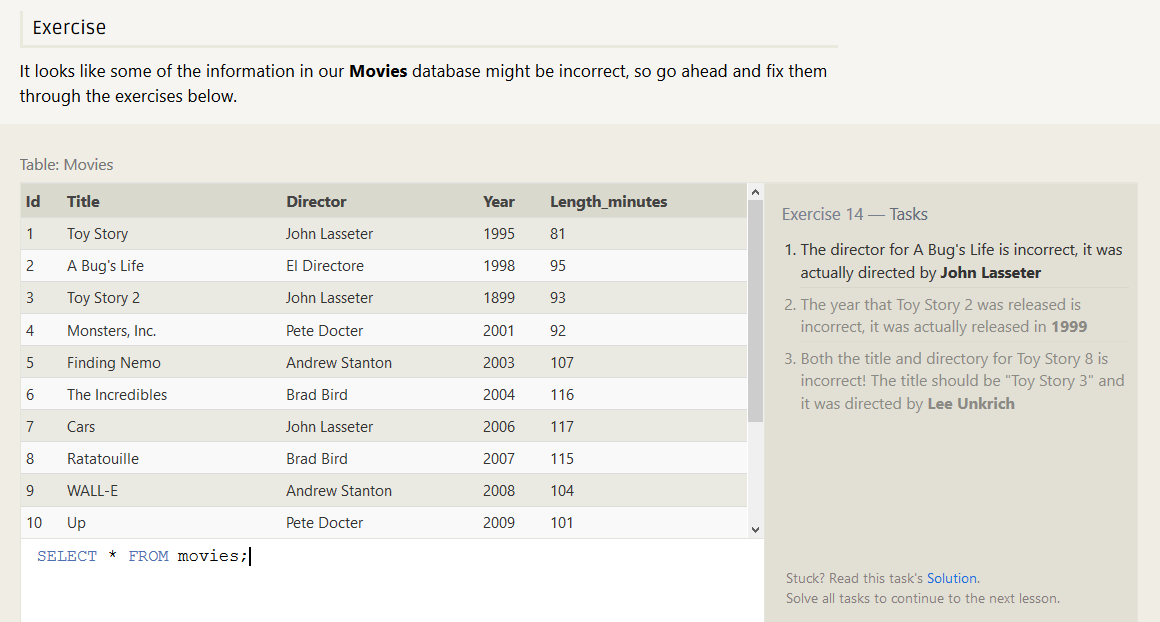 Exercise
It looks like some of the information in our Movies database might be incorrect, so go ahead and fix them
through the exercises below.
Table: Movies
Id Title Director Year Length_minutes
1 Toy Story John Lasseter 1995 81
2 A Bug's Life El Directore 1998 95
3 Toy Story 2 John Lasseter 1899 93
4 Monsters, Inc. Pete Docter 2001 92
5 Finding Nemo Andrew Stanton 2003 107
6 The Incredibles Brad Bird 2004 116
7 Cars John Lasseter 2006 117
8 Ratatouille Brad Bird 2007 115
9 WALL-E Andrew Stanton 2008 104
10 Up Pete Docter 2009 101
SELECT * FROM movies;
Exercise 14 — Tasks
1. The director for A Bug's Life is incorrect, it was
actually directed by John Lasseter
2. The year that Toy Story 2 was released is
incorrect, it was actually released in 1999
3. Both the title and directory for Toy Story 8 is
incorrect! The title should be "Toy Story 3" and
it was directed by Lee Unkrich
Stuck? Read this task's Solution.
Solve all tasks to continue to the next lesson.